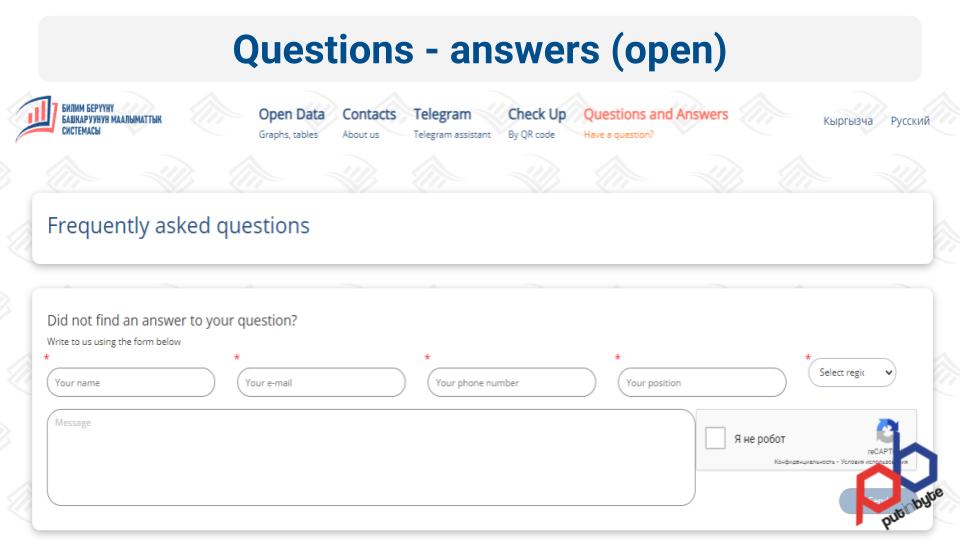 Questions - answers (open)
БИЛИМ БЕРҮҮНҮ
БАШКАРУУНУН МААЛЫМАТТЫК
СИСТЕМАСЫ
Open Data Contacts Telegram Check Up Questions and Answers
Graphs, tables About us Telegram assistant By QR code Have a question?
Кыргызча Русский
Frequently asked questions
Did not find an answer to your question?
Write to us using the form below
* * * * *
Your name Your e-mail Your phone number Your position Select regic
Message
Я не робот
reCAPT
Конфиденциальность - Условия использования
putinbyte